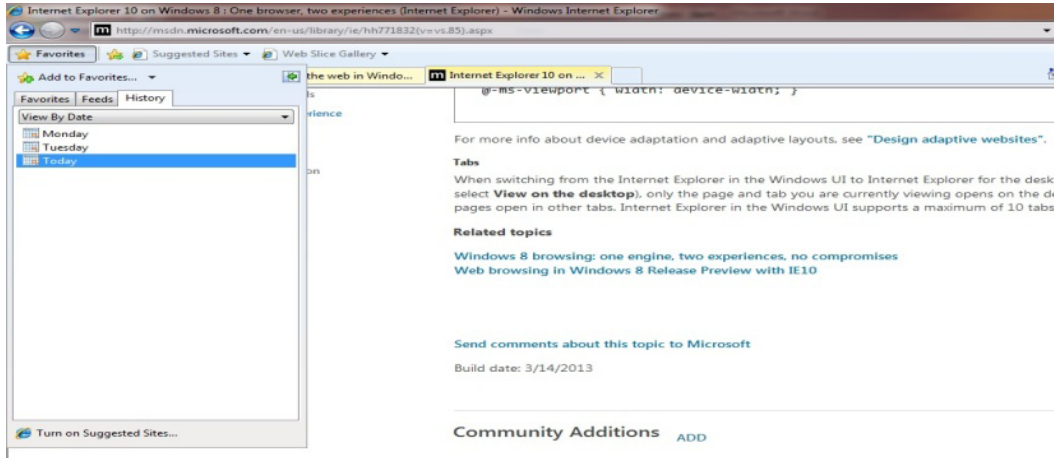 Internet Explorer 10 on Windows 8 : One browser, two experiences (Internet Explorer) - Windows Internet Explorer
http://msdn.microsoft.com/en-us/library/ie/hh771832(v=vs.85).aspx
Favorites Suggested Sites Web Slice Gallery
Add to Favorites... the web in Windo... Internet Explorer 10 on ...
Favorites Feeds History
View By Date
Monday
Tuesday
Today
ls
rience
on
@-ms-viewport { width: device-width; }
For more info about device adaptation and adaptive layouts, see "Design adaptive websites".
Tabs
When switching from the Internet Explorer in the Windows UI to Internet Explorer for the desk
select View on the desktop), only the page and tab you are currently viewing opens on the d
pages open in other tabs. Internet Explorer in the Windows UI supports a maximum of 10 tabs
Related topics
Windows 8 browsing: one engine, two experiences, no compromises
Web browsing in Windows 8 Release Preview with IE10
Send comments about this topic to Microsoft
Build date: 3/14/2013
Turn on Suggested Sites...
Community Additions ADD